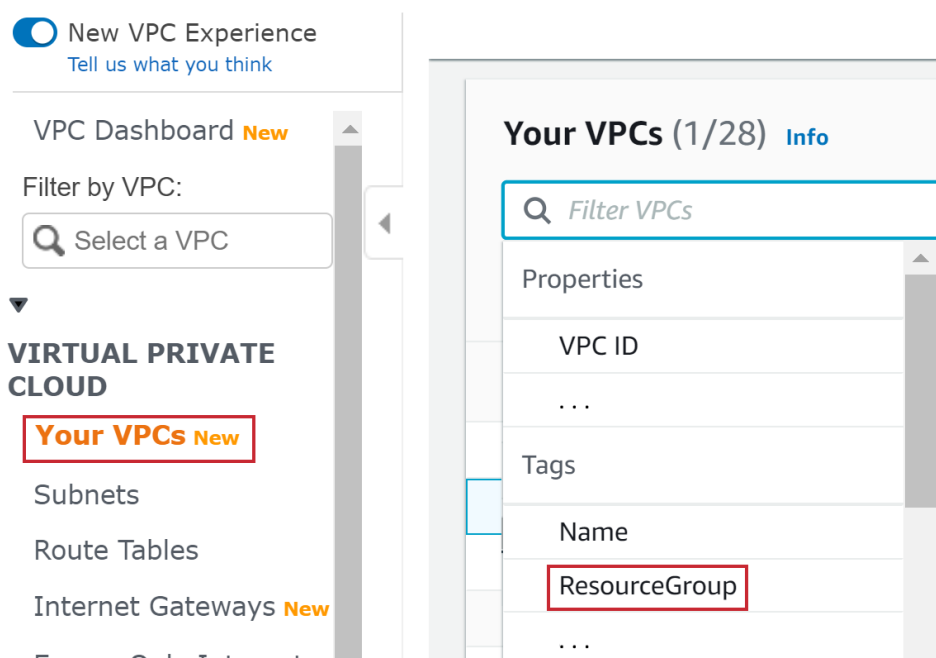 New VPC Experience
Tell us what you think
VPC Dashboard New
Filter by VPC:
Select a VPC
VIRTUAL PRIVATE
CLOUD
Your VPCs New
Subnets
Route Tables
Internet Gateways New
Your VPCs (1/28) Info
Filter VPCs
Properties
VPC ID
...
Tags
Name
ResourceGroup
...